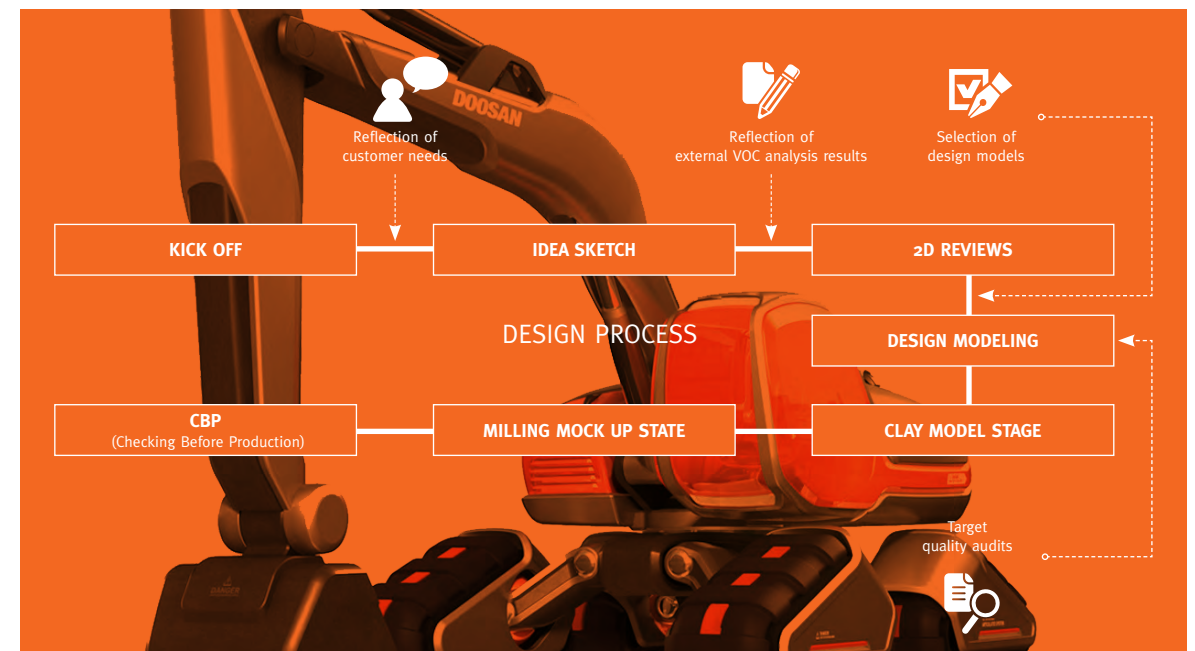 DOOSAN
Reflection of
customer needs
Reflection of
external VOC analysis results
Selection of
design models
KICK OFF
IDEA SKETCH
2D REVIEWS
DESIGN PROCESS
DESIGN MODELING
CBP
(Checking Before Production)
MILLING MOCK UP STATE
CLAY MODEL STAGE
Target
quality audits
DANGER